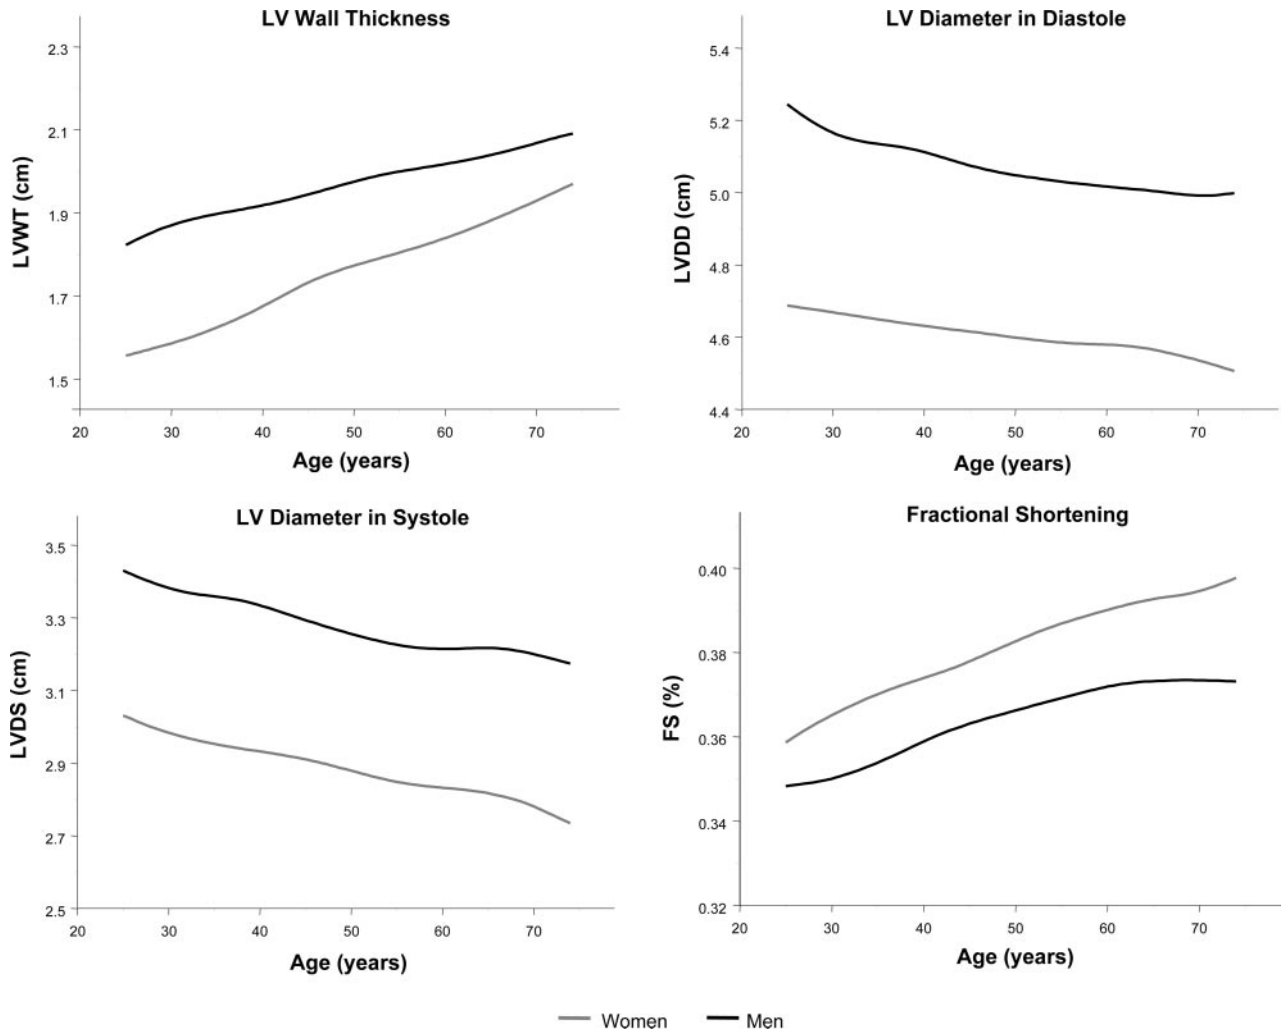 LV Wall Thickness
LVWT (cm)
2.3
2.1
1.9
1.7
1.5
20 30 40 50 60 70
Age (years)
LV Diameter in Diastole
LVDD (cm)
5.4
5.2
5.0
4.8
4.6
4.4
20 30 40 50 60 70
Age (years)
LV Diameter in Systole
LVDS (cm)
3.5
3.3
3.1
2.9
2.7
2.5
20 30 40 50 60 70
Age (years)
Fractional Shortening
FS (%)
0.40
0.38
0.36
0.34
0.32
20 30 40 50 60 70
Age (years)
Women Men